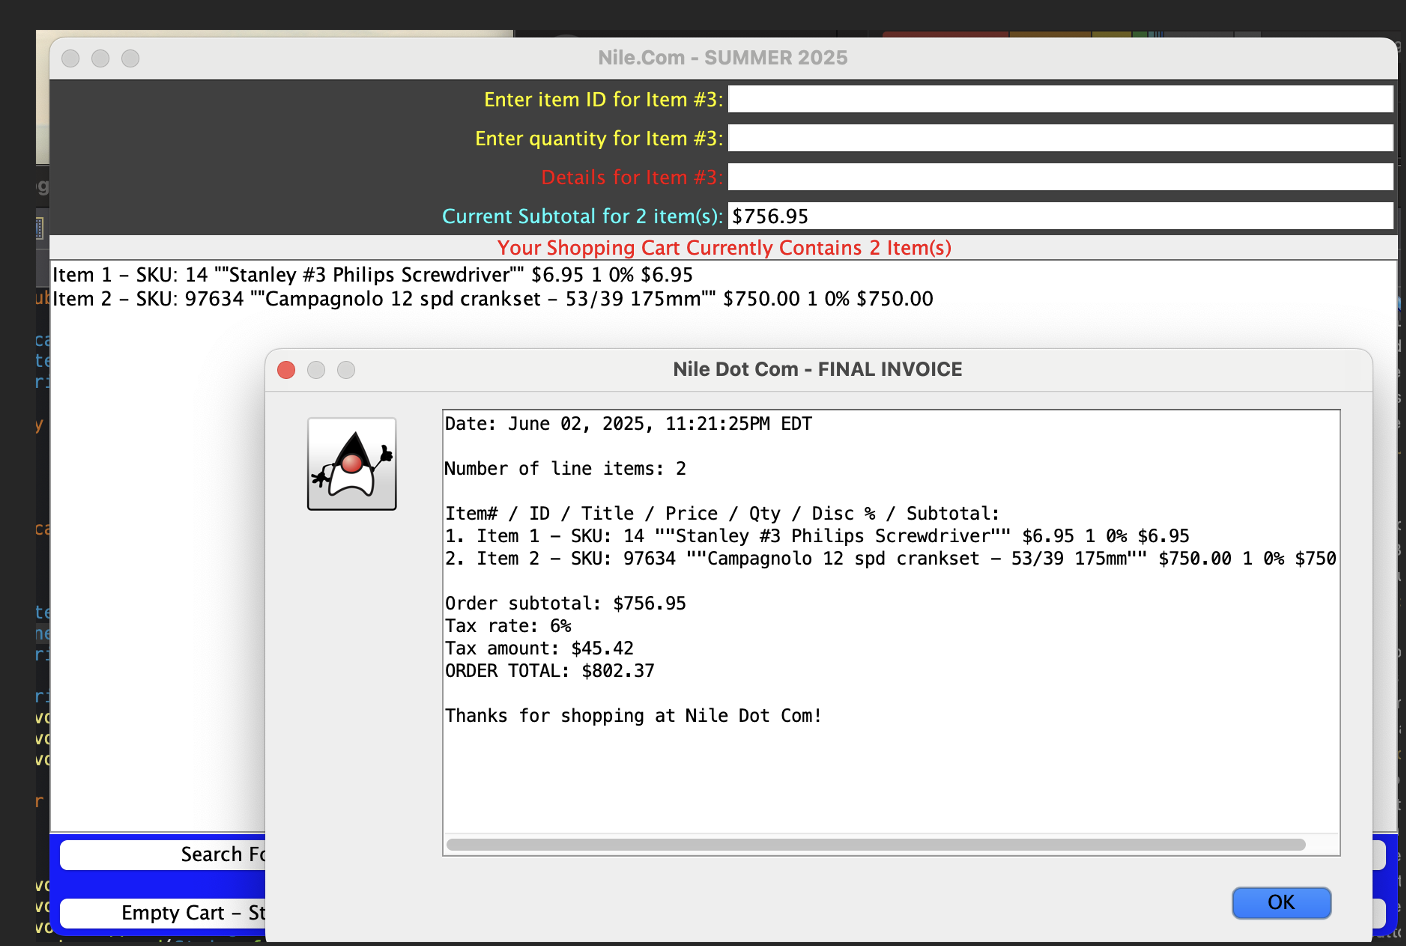 Nile.Com - SUMMER 2025
Enter item ID for Item #3:
Enter quantity for Item #3:
Details for Item #3:
Current Subtotal for 2 item(s): $756.95
Your Shopping Cart Currently Contains 2 Item(s)
Item 1 - SKU: 14 ""Stanley #3 Philips Screwdriver"" $6.95 1 0% $6.95
Item 2 - SKU: 97634 ""Campagnolo 12 spd crankset - 53/39 175mm"" $750.00 1 0% $750.00
Nile Dot Com - FINAL INVOICE
Date: June 02, 2025, 11:21:25PM EDT
Number of line items: 2
Item# / ID / Title / Price / Qty / Disc % / Subtotal:
1. Item 1 - SKU: 14 ""Stanley #3 Philips Screwdriver"" $6.95 1 0% $6.95
2. Item 2 - SKU: 97634 ""Campagnolo 12 spd crankset - 53/39 175mm"" $750.00 1 0% $750
Order subtotal: $756.95
Tax rate: 6%
Tax amount: $45.42
ORDER TOTAL: $802.37
Thanks for shopping at Nile Dot Com!
OK
Search Fo
Empty Cart - St